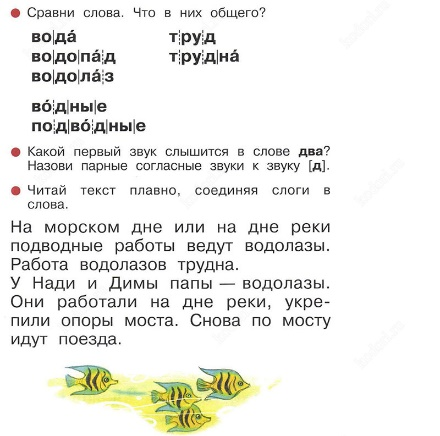 Сравни слова. Что в них общего?
во|да́ т¦ру¦д
во|до|па́¦д т¦ру¦д|на́
во|до|ла́¦з
во́¦д|ны|е
по¦д|во́¦д|ны|е
Какой первый звук слышится в слове два?
Назови парные согласные звуки к звуку [д].
Читай текст плавно, соединяя слоги в
слова.
На морском дне или на дне реки
подводные работы ведут водолазы.
Работа водолазов трудна.
У Нади и Димы папы — водолазы.
Они работали на дне реки, укре-
пили опоры моста. Снова по мосту
идут поезда.